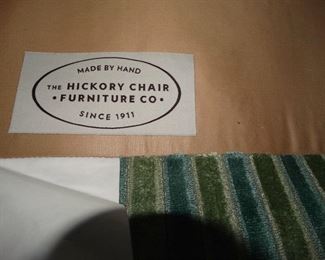 MADE BY HAND
THE HICKORY CHAIR
• FURNITURE CO •
SINCE 1911